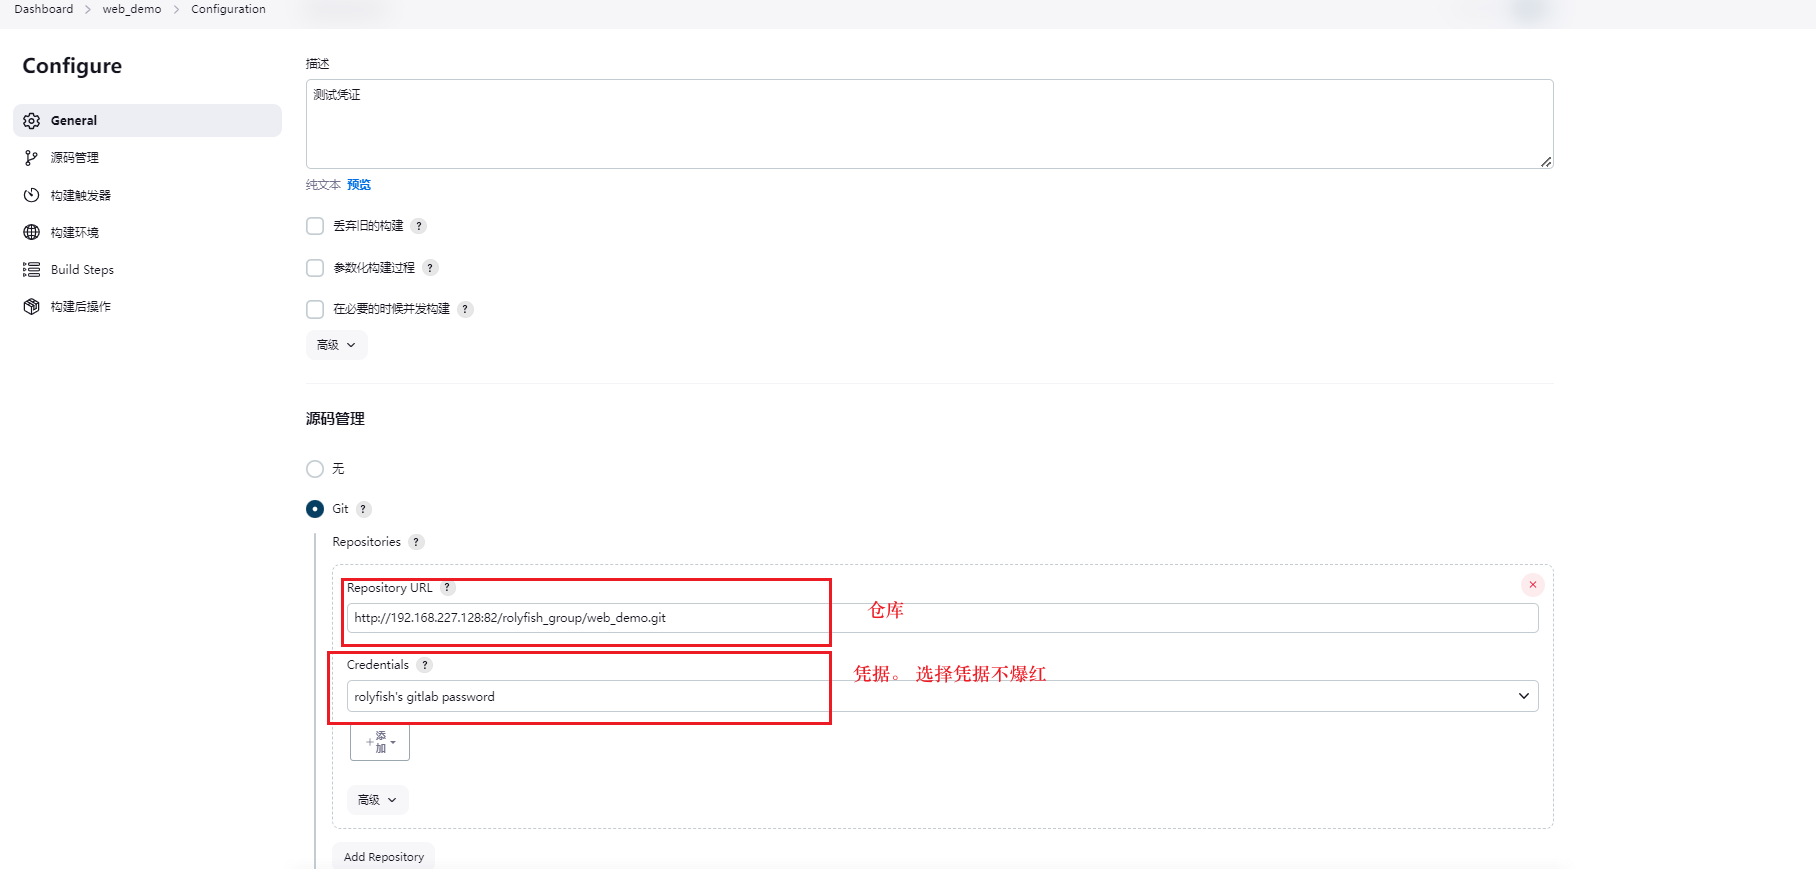 Dashboard > web_demo > Configuration
Configure
General
源码管理
构建触发器
构建环境
Build Steps
构建后操作
描述
测试凭证
纯文本 预览
丢弃旧的构建 ?
参数化构建过程 ?
在必要的时候并发构建 ?
高级
源码管理
无
Git ?
Repositories ?
Repository URL ?
http://192.168.227.128:82/rolyfish_group/web_demo.git
仓库
Credentials ?
凭据。 选择凭据不爆红
rolyfish's gitlab password
+添
加
高级
Add Repository